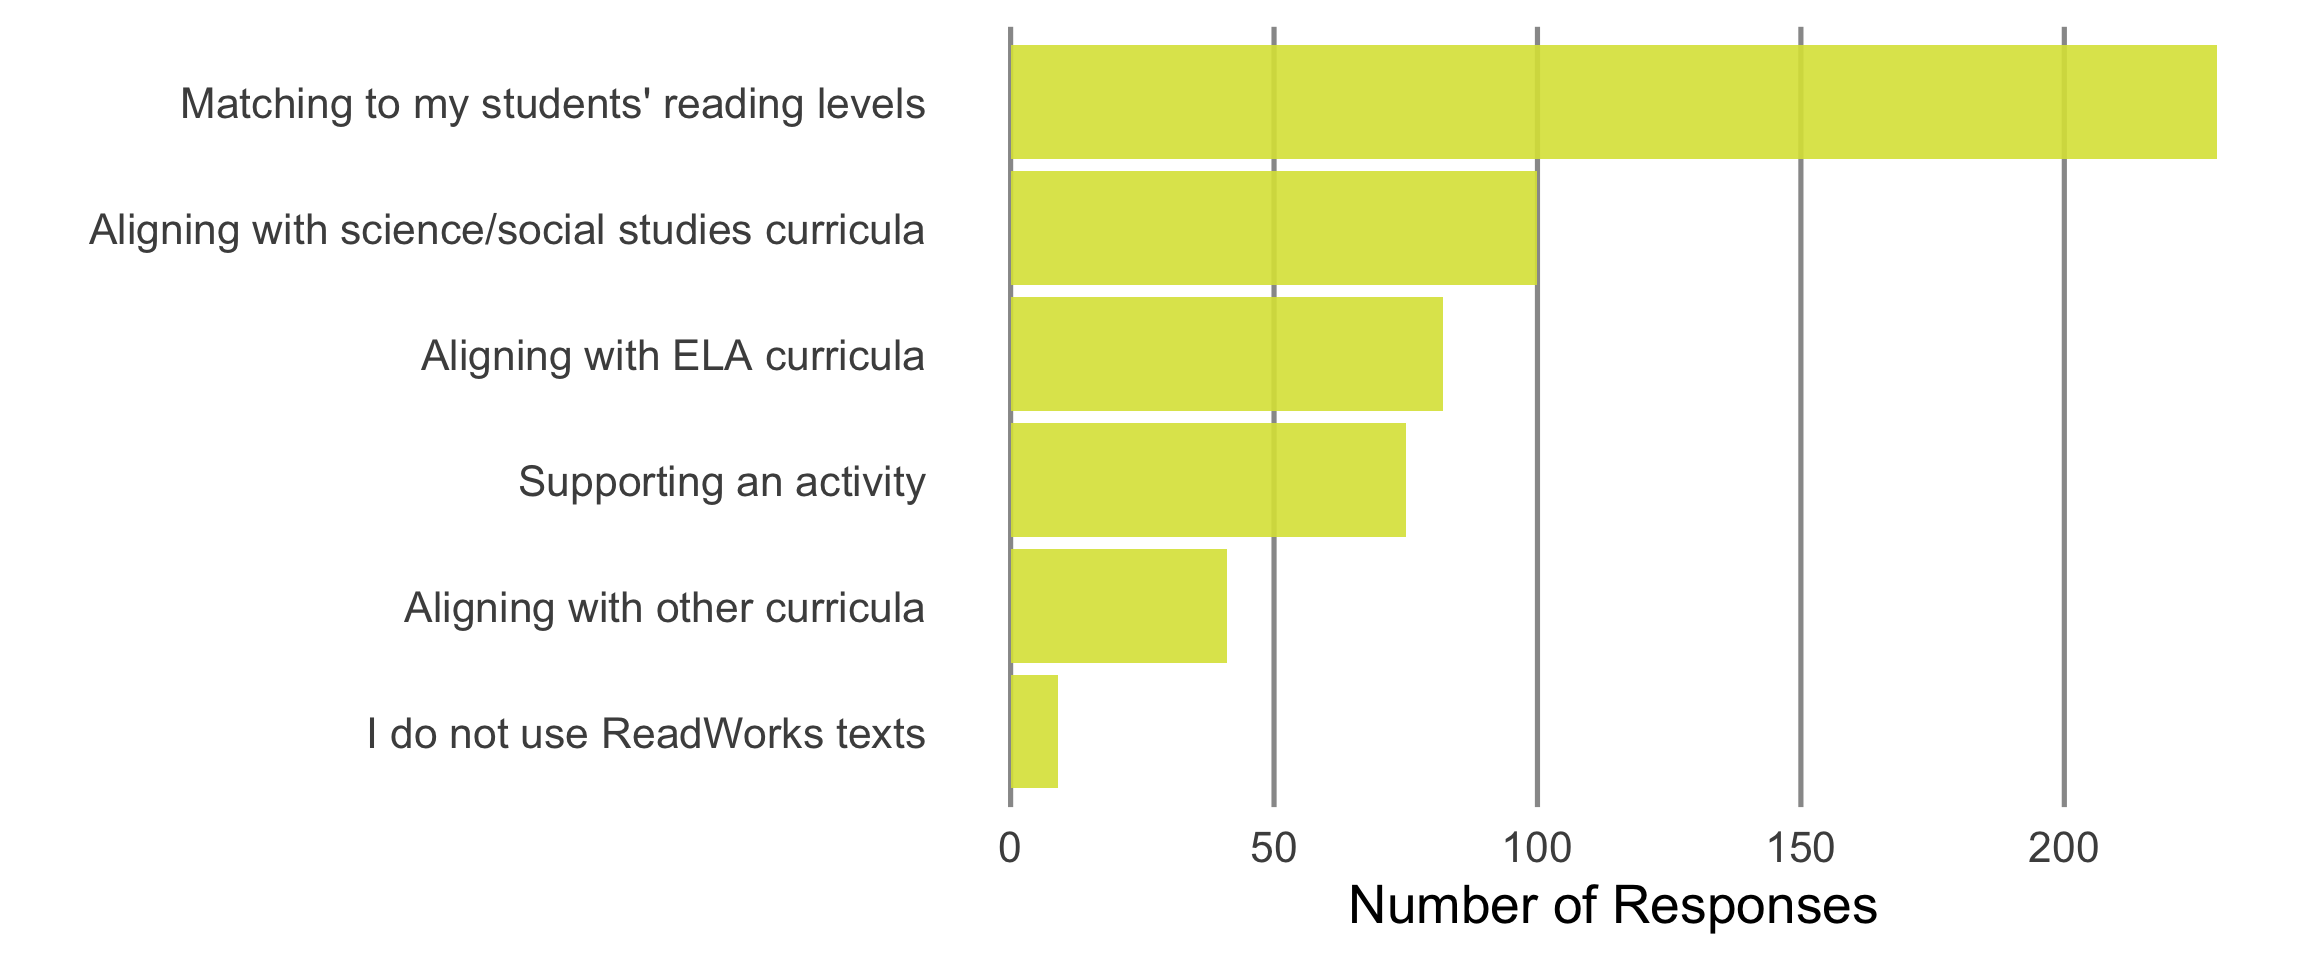 Matching to my students' reading levels
Aligning with science/social studies curricula
Aligning with ELA curricula
Supporting an activity
Aligning with other curricula
I do not use ReadWorks texts
0 50 100 150 200
Number of Responses